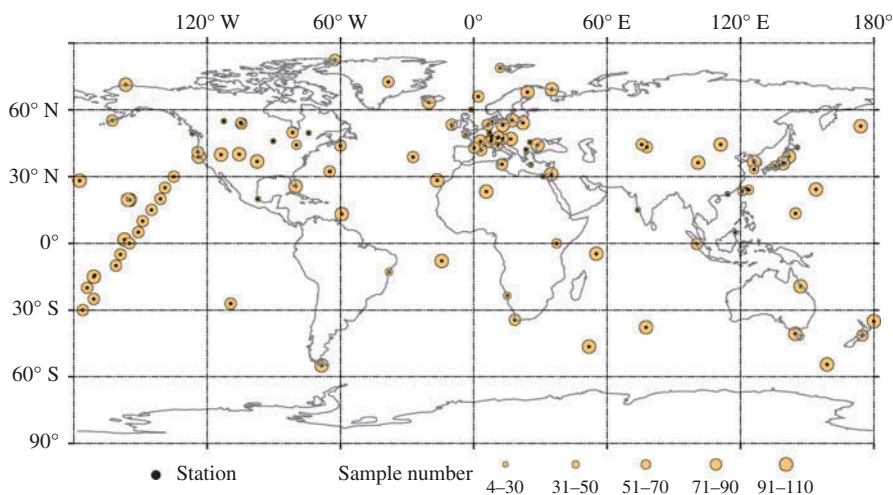 120° W 60° W 0° 60° E 120° E 180°
60° N
30° N
0°
30° S
60° S
90°
Station Sample number
4–30 31–50 51–70 71–90 91–110